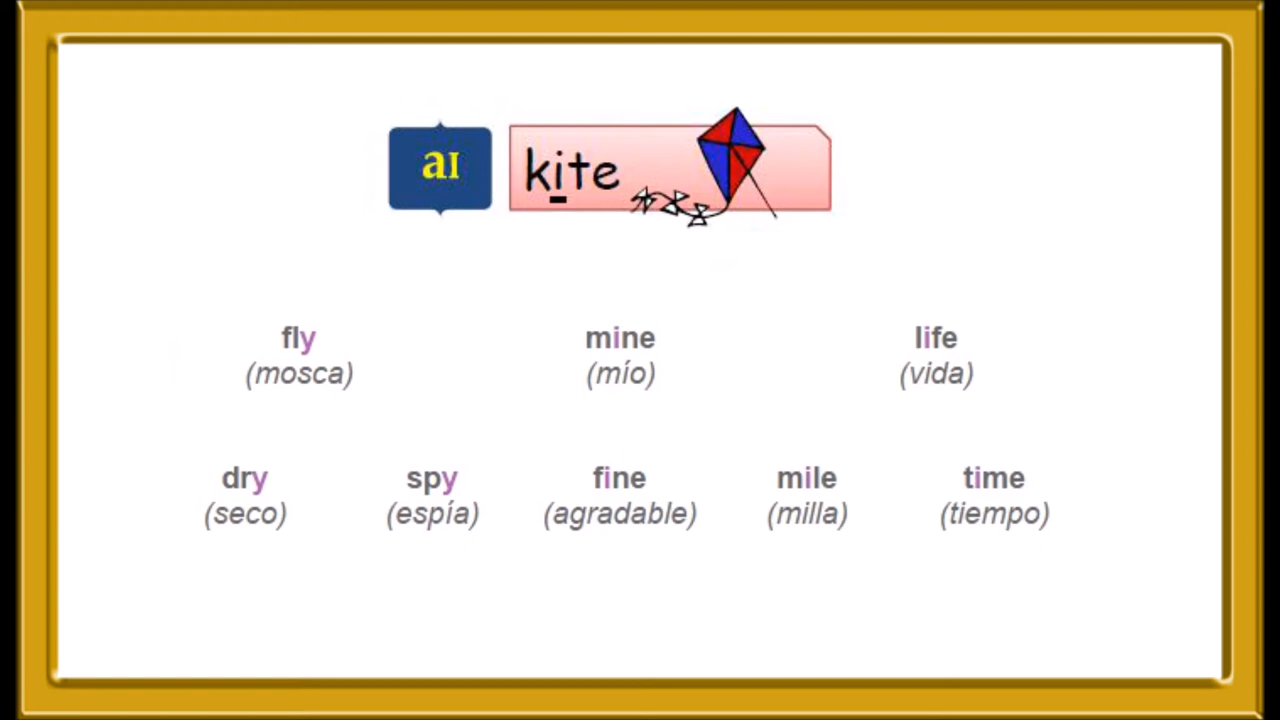 aɪ kite
fly mine life
(mosca) (mío) (vida)
dry spy fine mile time
(seco) (espía) (agradable) (milla) (tiempo)